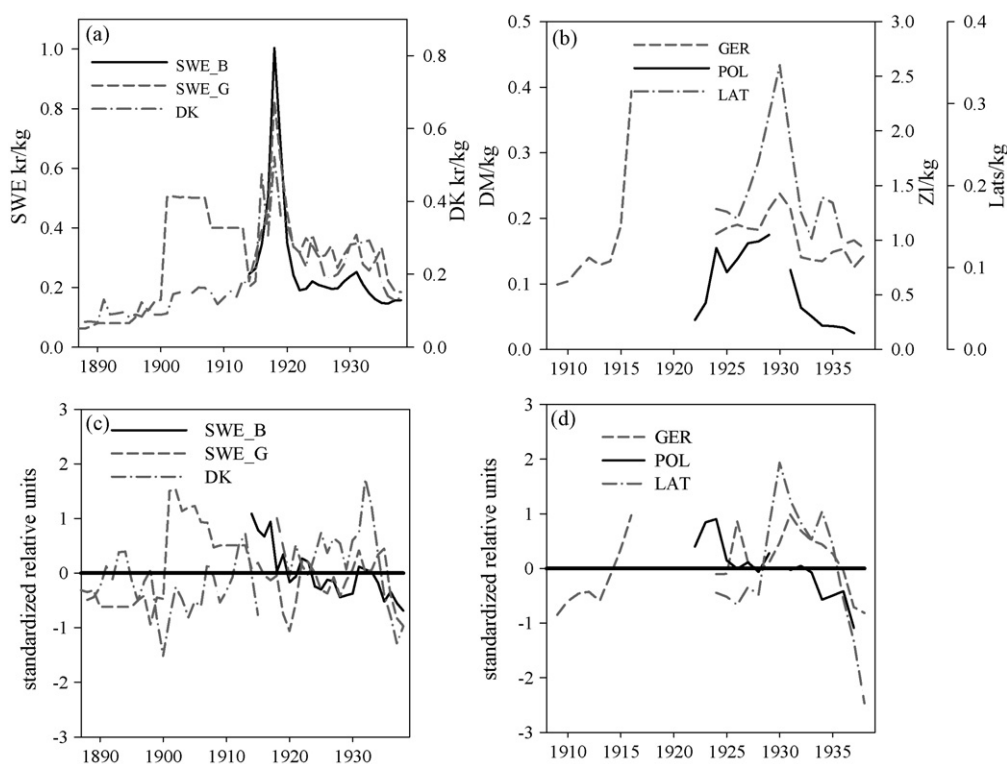 (a)
SWE_B
SWE_G
DK
SWE kr/kg
1.0
0.8
0.6
0.4
0.2
0.0
DK kr/kg
0.8
0.6
0.4
0.2
0.0
1890 1900 1910 1920 1930
(b)
GER
POL
LAT
DM/kg
0.5
0.4
0.3
0.2
0.1
0.0
Zl/kg
3.0
2.5
2.0
1.5
1.0
0.5
0.0
Lats/kg
0.4
0.3
0.2
0.1
0.0
1910 1915 1920 1925 1930 1935
(c)
SWE_B
SWE_G
DK
standardized relative units
3
2
1
0
-1
-2
-3
1890 1900 1910 1920 1930
(d)
GER
POL
LAT
standardized relative units
3
2
1
0
-1
-2
-3
1910 1915 1920 1925 1930 1935